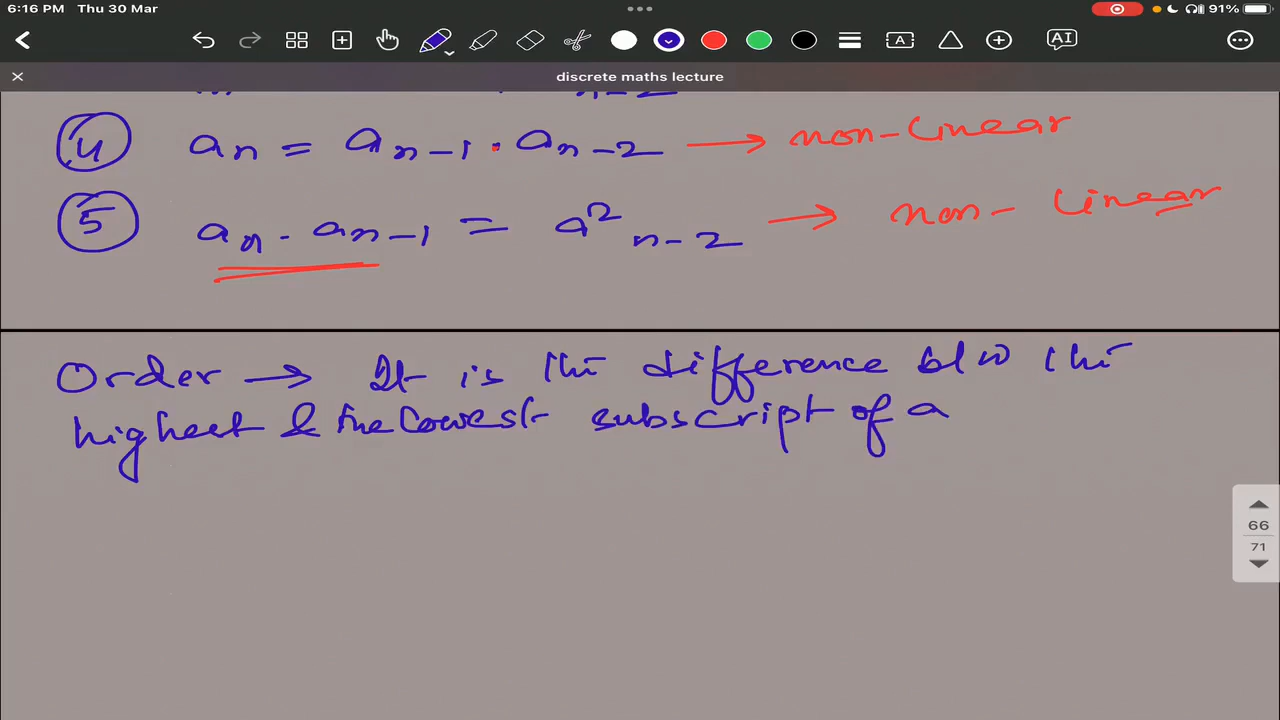 6:16 PM Thu 30 Mar
91%
A
AI
discrete maths lecture
4 aₙ = aₙ₋₁ . aₙ₋₂ → non-linear
5 aₙ . aₙ₋₁ = a²ₙ₋₂ → non-linear
Order → It is the difference b/w the
highest & the lowest subscript of a
66
71